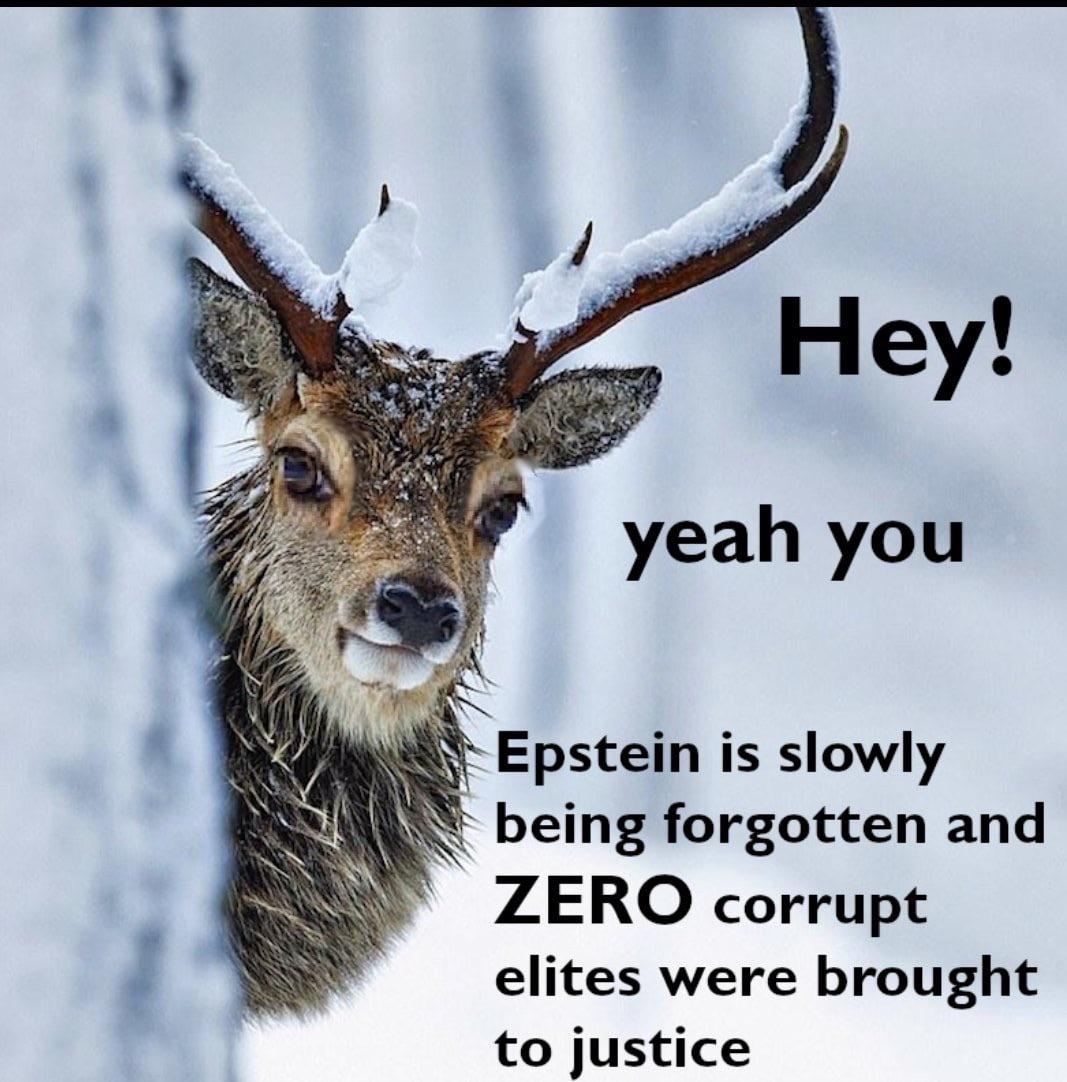 Hey!
yeah you
Epstein is slowly
being forgotten and
ZERO corrupt
elites were brought
to justice